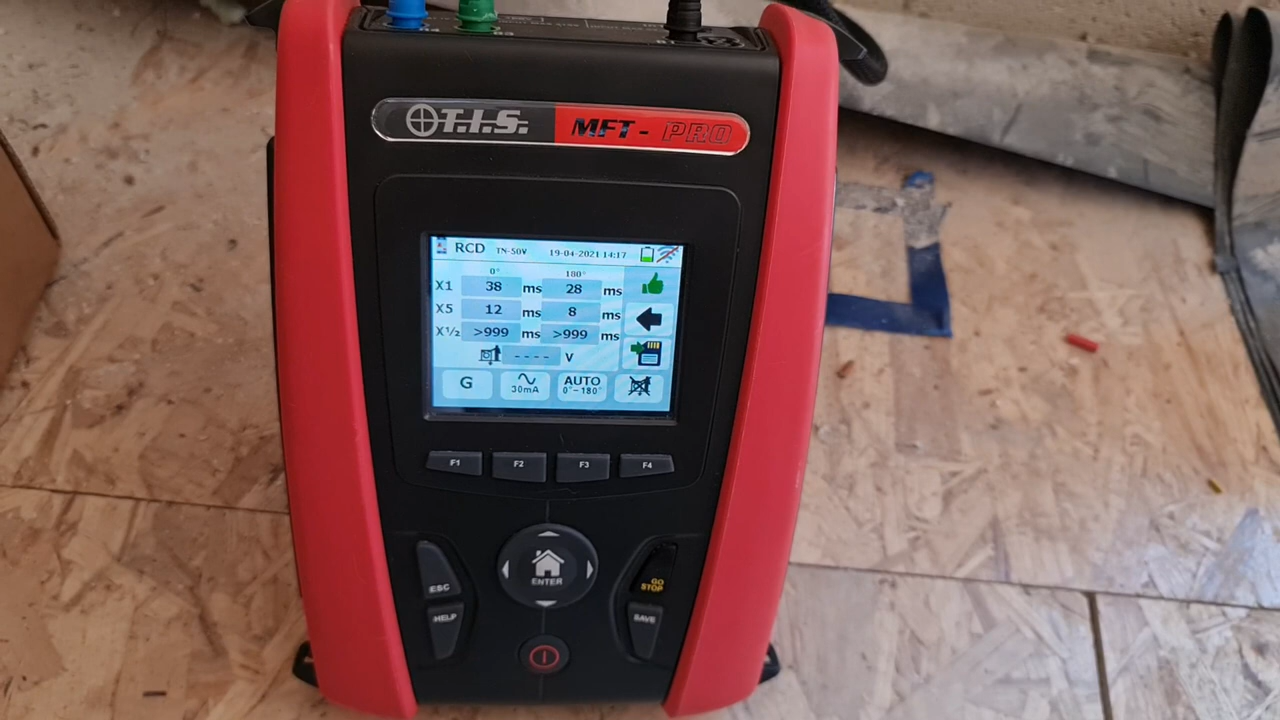 T.I.S. MFT - PRO
RCD TN-50V 19-04-2021 14:17
0° 180°
X1 38 ms 28 ms
X5 12 ms 8 ms
X½ >999 ms >999 ms
---- V
G 30mA AUTO
0°-180°
F1 F2 F3 F4
ESC ENTER GO
STOP
HELP SAVE